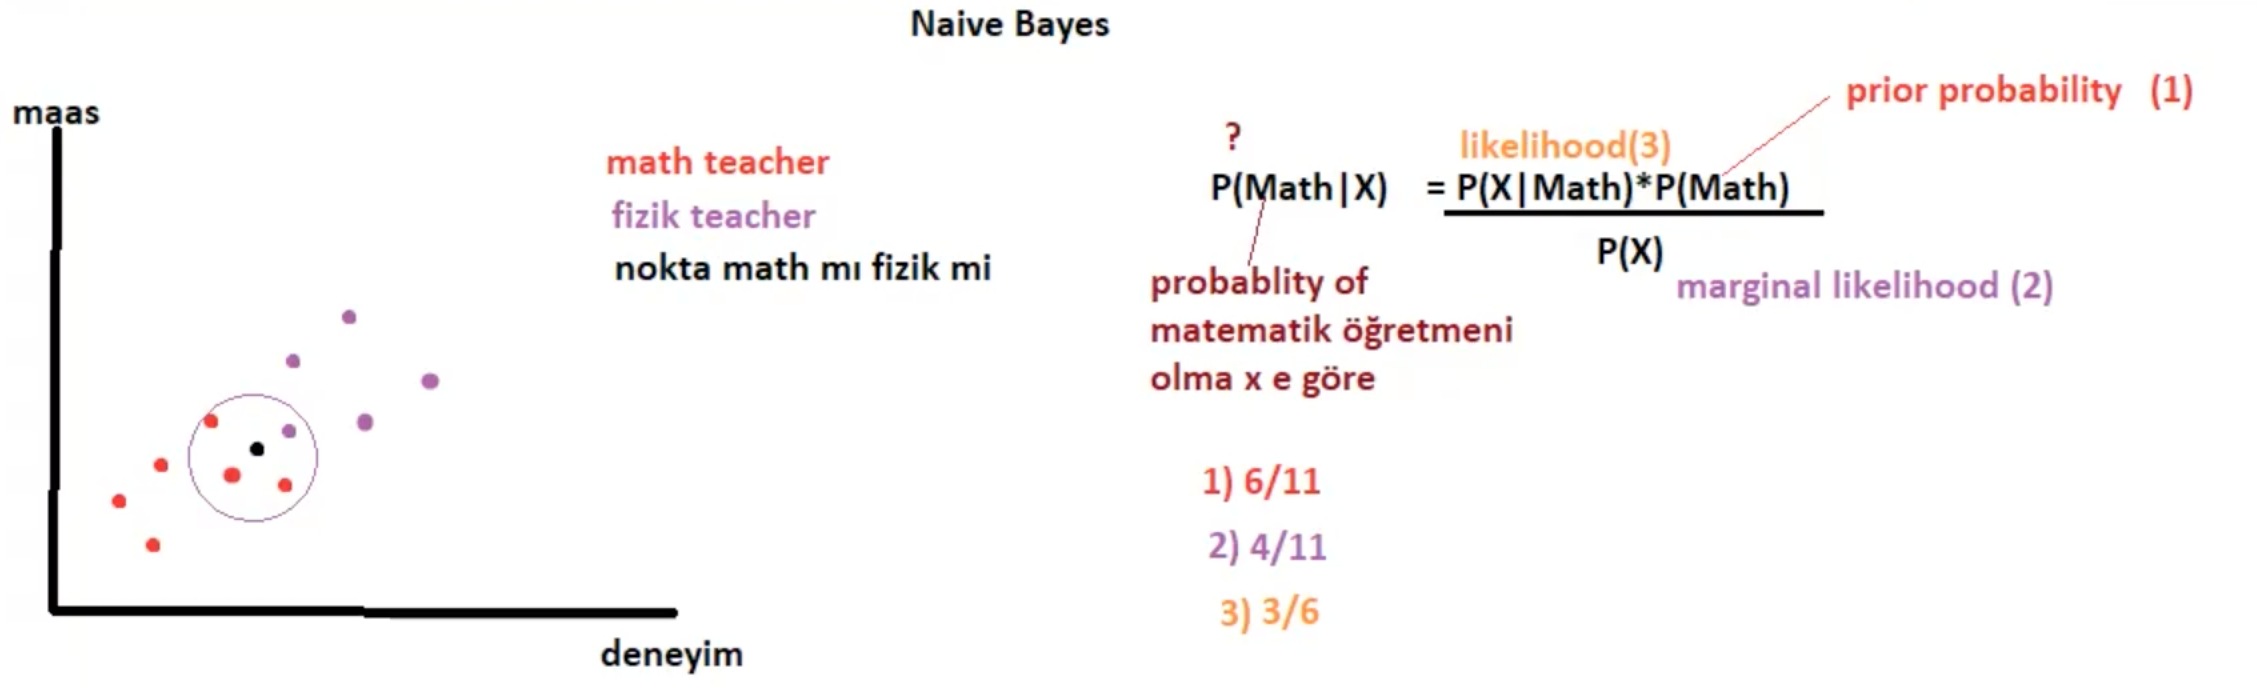 Naive Bayes
maas
math teacher
fizik teacher
nokta math mı fizik mi
deneyim
prior probability (1)
?
likelihood(3)
P(Math|X) = P(X|Math)*P(Math)
P(X)
marginal likelihood (2)
probablity of
matematik öğretmeni
olma x e göre
1) 6/11
2) 4/11
3) 3/6